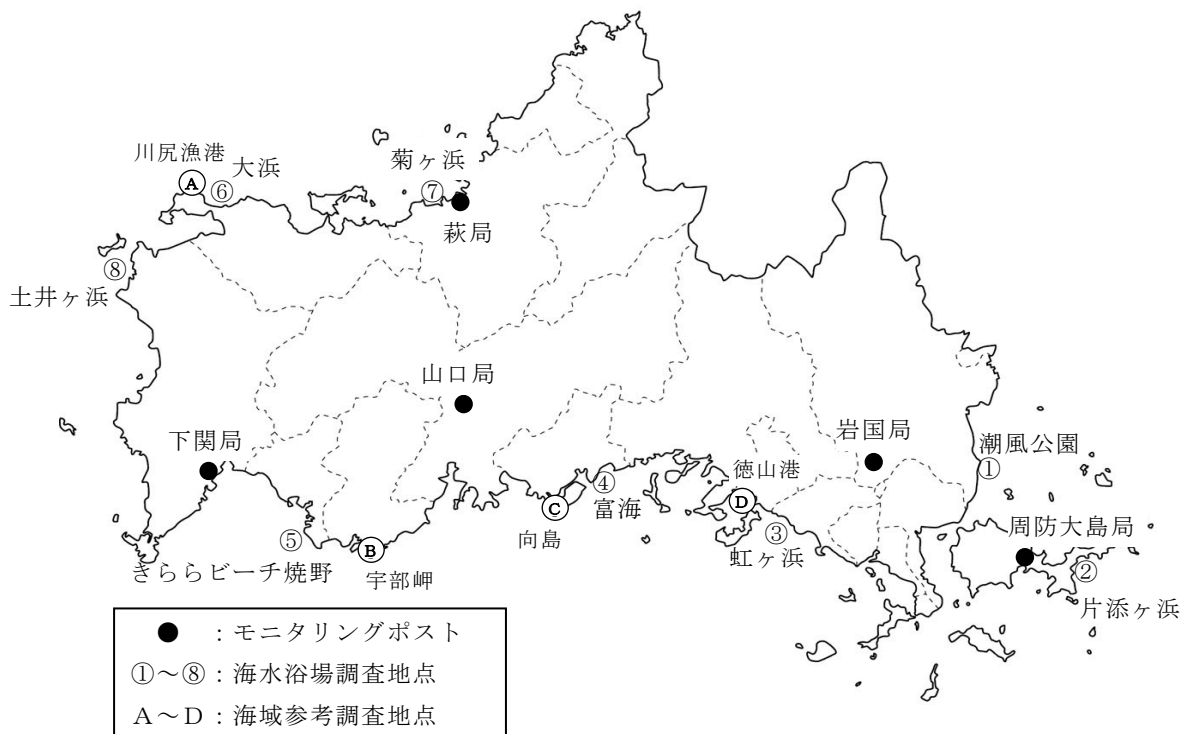 川尻漁港
Ⓐ
⑥
大浜
菊ヶ浜
⑦
萩局
⑧
土井ヶ浜
山口局
下関局
岩国局
潮風公園
①
徳山港
Ⓓ
④
富海
Ⓒ
向島
③
虹ヶ浜
周防大島局
②
片添ヶ浜
⑤
きららビーチ焼野
Ⓑ
宇部岬
●:モニタリングポスト
①~⑧:海水浴場調査地点
A~D:海域参考調査地点